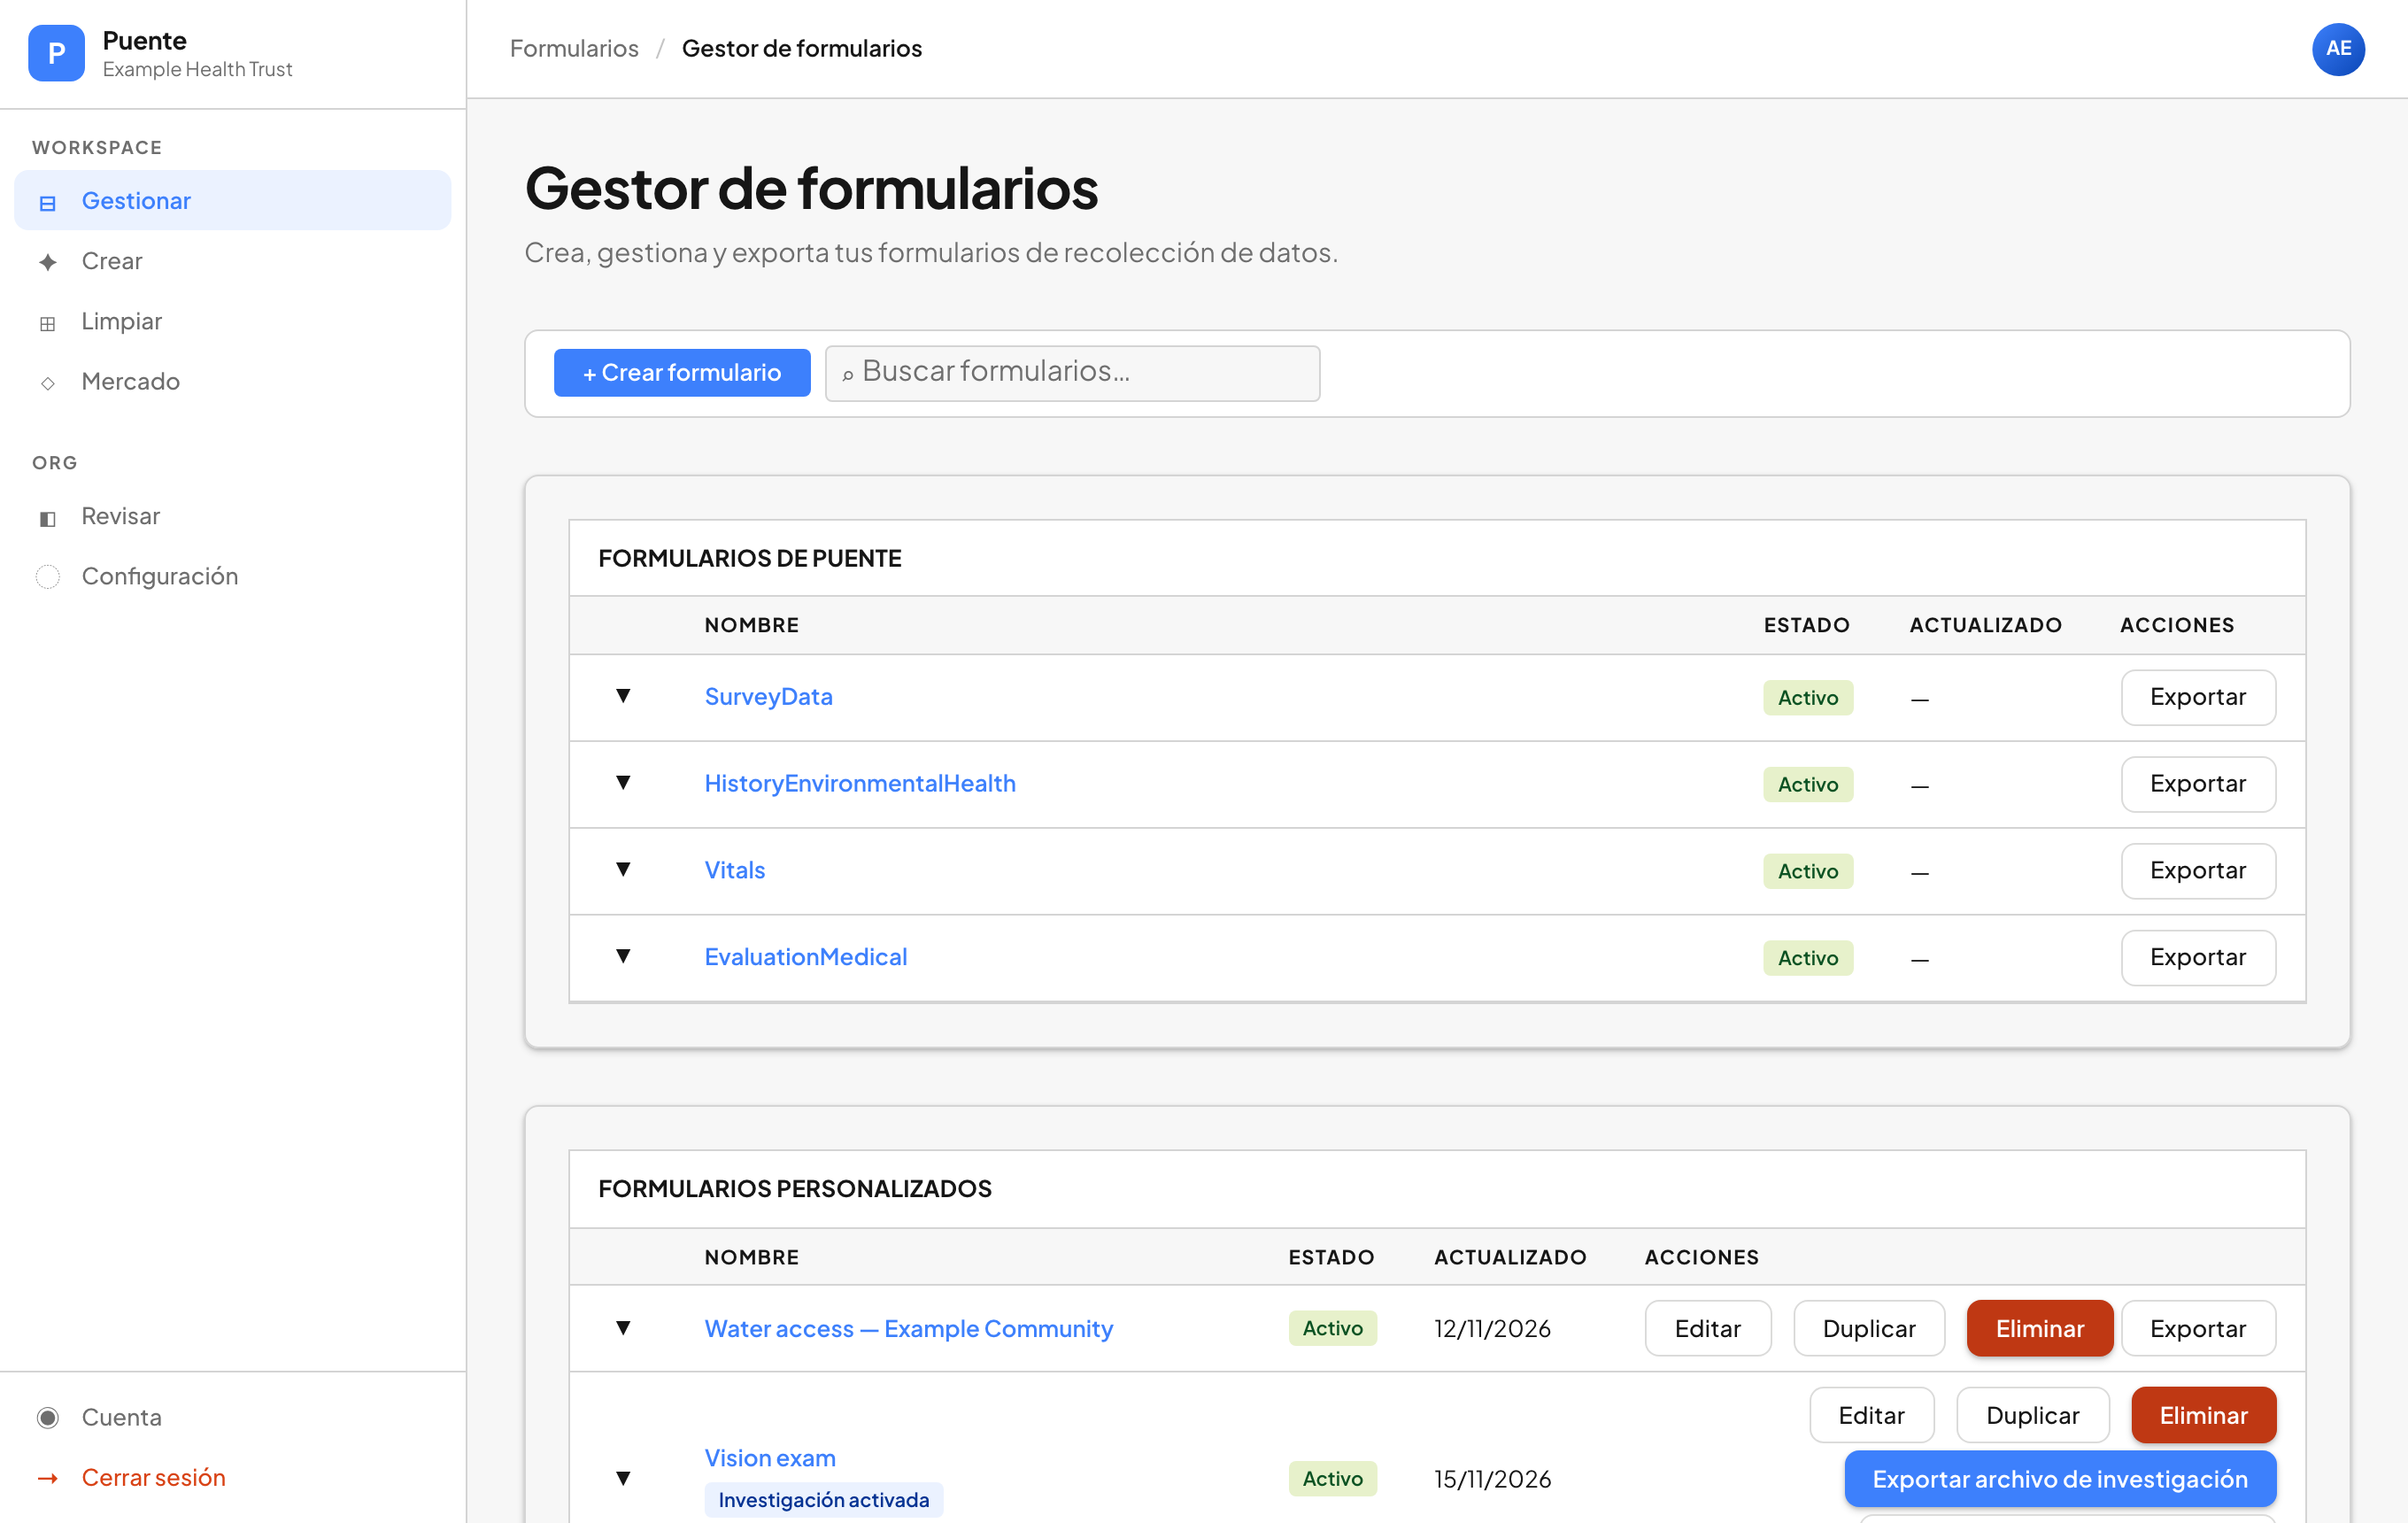 P
Puente
Example Health Trust
Formularios / Gestor de formularios
AE
WORKSPACE
Gestionar
Crear
Limpiar
Mercado
ORG
Revisar
Configuración
Cuenta
Cerrar sesión
Gestor de formularios
Crea, gestiona y exporta tus formularios de recolección de datos.
+ Crear formulario
Buscar formularios...
FORMULARIOS DE PUENTE
NOMBRE ESTADO ACTUALIZADO ACCIONES
SurveyData Activo — Exportar
HistoryEnvironmentalHealth Activo — Exportar
Vitals Activo — Exportar
EvaluationMedical Activo — Exportar
FORMULARIOS PERSONALIZADOS
NOMBRE ESTADO ACTUALIZADO ACCIONES
Water access — Example Community Activo 12/11/2026 Editar Duplicar Eliminar Exportar
Vision exam Activo 15/11/2026 Editar Duplicar Eliminar
Investigación activada
Exportar archivo de investigación